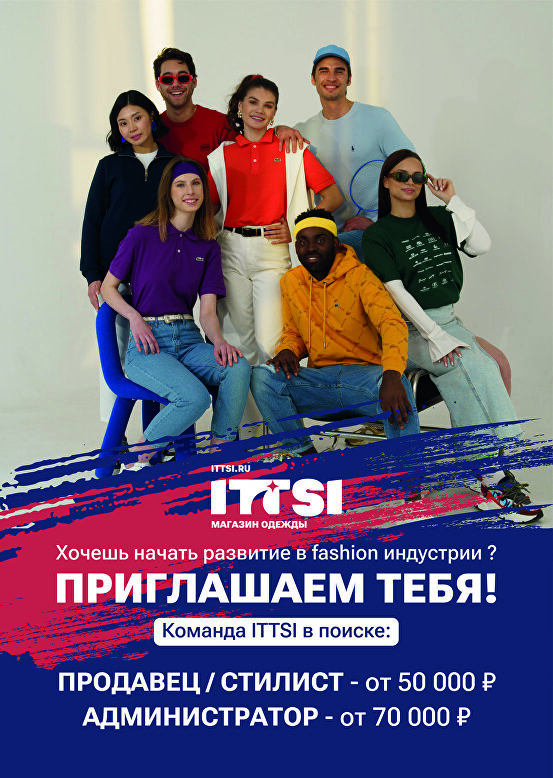 ITTSI.RU
ITTSI
МАГАЗИН ОДЕЖДЫ
Хочешь начать развитие в fashion индустрии ?
ПРИГЛАШАЕМ ТЕБЯ!
Команда ITTSI в поиске:
ПРОДАВЕЦ / СТИЛИСТ - от 50 000 ₽
АДМИНИСТРАТОР - от 70 000 ₽